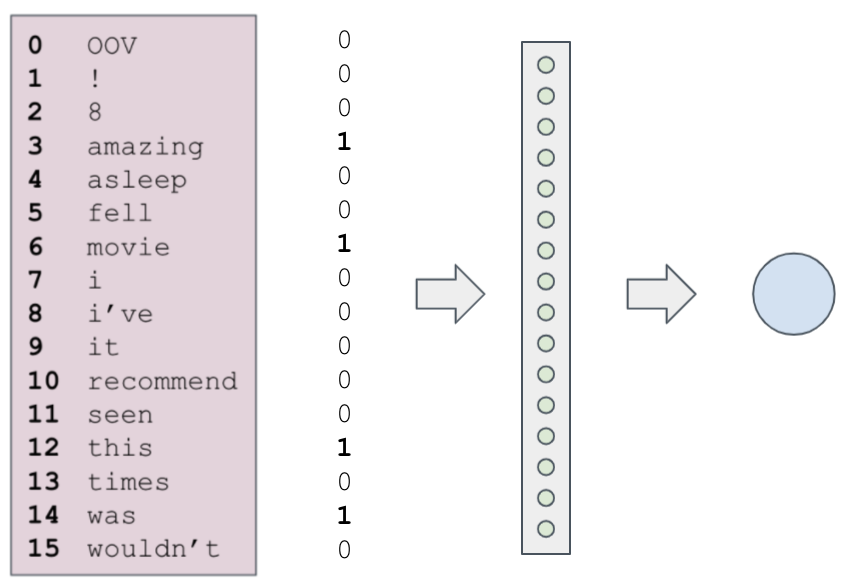 0 OOV 0
1 ! 0
2 8 0
3 amazing 1
4 asleep 0
5 fell 0
6 movie 1
7 i 0
8 i’ve 0
9 it 0
10 recommend 0
11 seen 0
12 this 1
13 times 0
14 was 1
15 wouldn’t 0